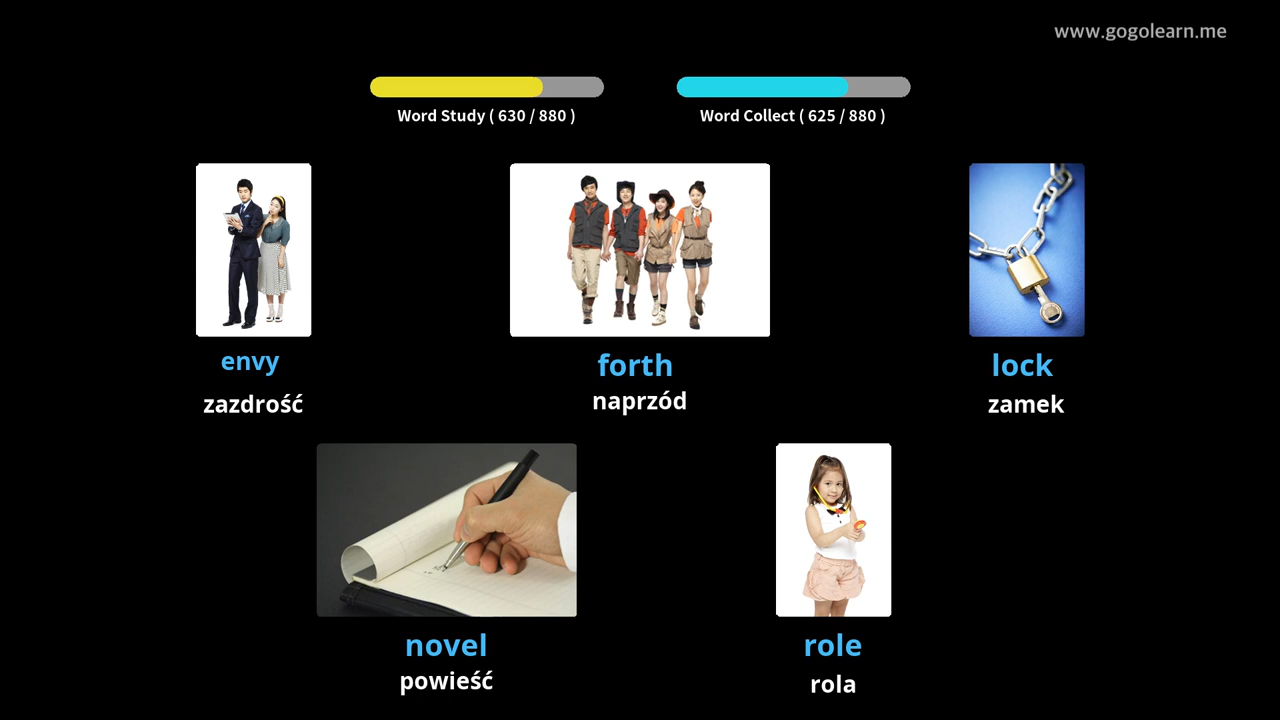 www.gogolearn.me
Word Study ( 630 / 880 )
Word Collect ( 625 / 880 )
envy
zazdrość
forth
naprzód
lock
zamek
novel
powieść
role
rola